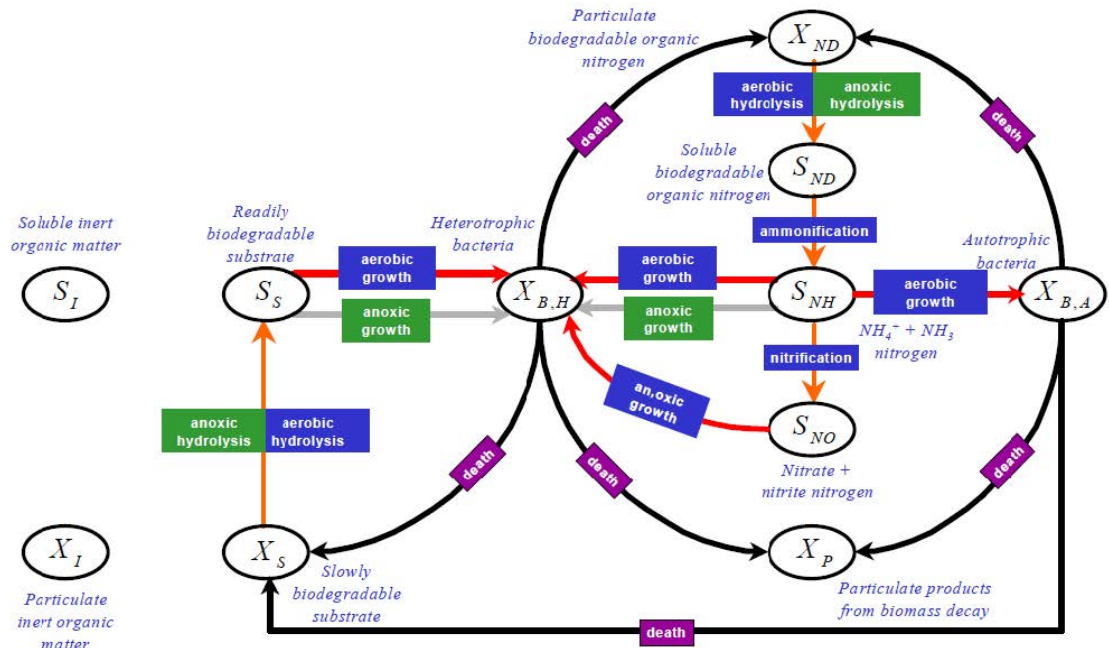 Particulate
biodegradable organic
nitrogen
X_ND
aerobic
hydrolysis
anoxic
hydrolysis
death
death
Soluble
biodegradable
organic nitrogen
S_ND
ammonification
Soluble inert
organic matter
S_I
Readily
biodegradable
substrate
S_S
aerobic
growth
anoxic
growth
Heterotrophic
bacteria
X_B,H
aerobic
growth
anoxic
growth
S_NH
aerobic
growth
NH₄⁺ + NH₃
nitrogen
Autotrophic
bacteria
X_B,A
nitrification
an,oxic
growth
S_NO
Nitrate +
nitrite nitrogen
anoxic
hydrolysis
aerobic
hydrolysis
death
death
death
X_I
Particulate
inert organic
matter
X_S
Slowly
biodegradable
substrate
X_P
Particulate products
from biomass decay
death